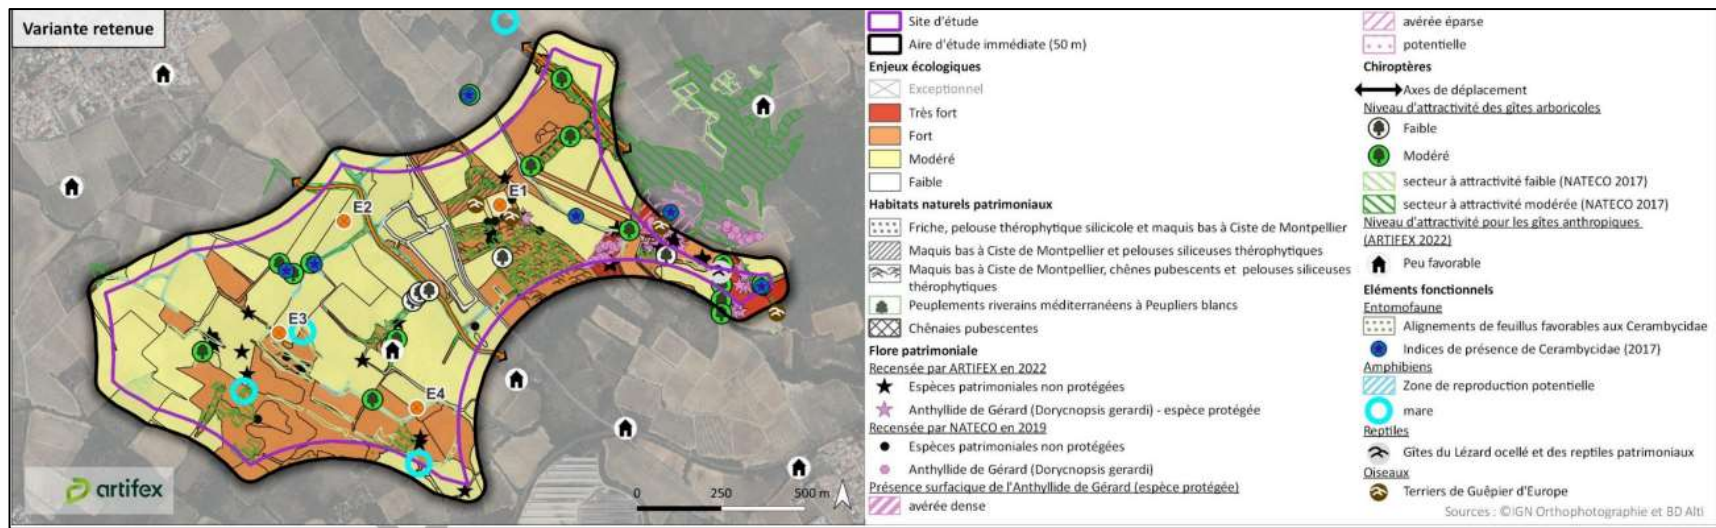 Variante retenue
E1
E2
E3
E4
artifex
0 250 500 m
Site d'étude
Aire d'étude immédiate (50 m)
Enjeux écologiques
Exceptionnel
Très fort
Fort
Modéré
Faible
Habitats naturels patrimoniaux
Friche, pelouse thérophytique silicicole et maquis bas à Ciste de Montpellier
Maquis bas à Ciste de Montpellier et pelouses siliceuses thérophytiques
Maquis bas à Ciste de Montpellier, chênes pubescents et pelouses siliceuses
thérophytiques
Peuplements riverains méditerranéens à Peupliers blancs
Chênaies pubescentes
Flore patrimoniale
Recensée par ARTIFEX en 2022
Espèces patrimoniales non protégées
Anthyllide de Gérard (Dorycnopsis gerardi) - espèce protégée
Recensée par NATECO en 2019
Espèces patrimoniales non protégées
Anthyllide de Gérard (Dorycnopsis gerardi)
Présence surfacique de l'Anthyllide de Gérard (espèce protégée)
avérée dense
avérée éparse
potentielle
Chiroptères
Axes de déplacement
Niveau d'attractivité des gîtes arboricoles
Faible
Modéré
secteur à attractivité faible (NATECO 2017)
secteur à attractivité modérée (NATECO 2017)
Niveau d'attractivité pour les gîtes anthropiques
(ARTIFEX 2022)
Peu favorable
Eléments fonctionnels
Entomofaune
Alignements de feuillus favorables aux Cerambycidae
Indices de présence de Cerambycidae (2017)
Amphibiens
Zone de reproduction potentielle
mare
Reptiles
Gîtes du Lézard ocellé et des reptiles patrimoniaux
Oiseaux
Terriers de Guêpier d'Europe
Sources : ©IGN Orthophotographie et BD Alti